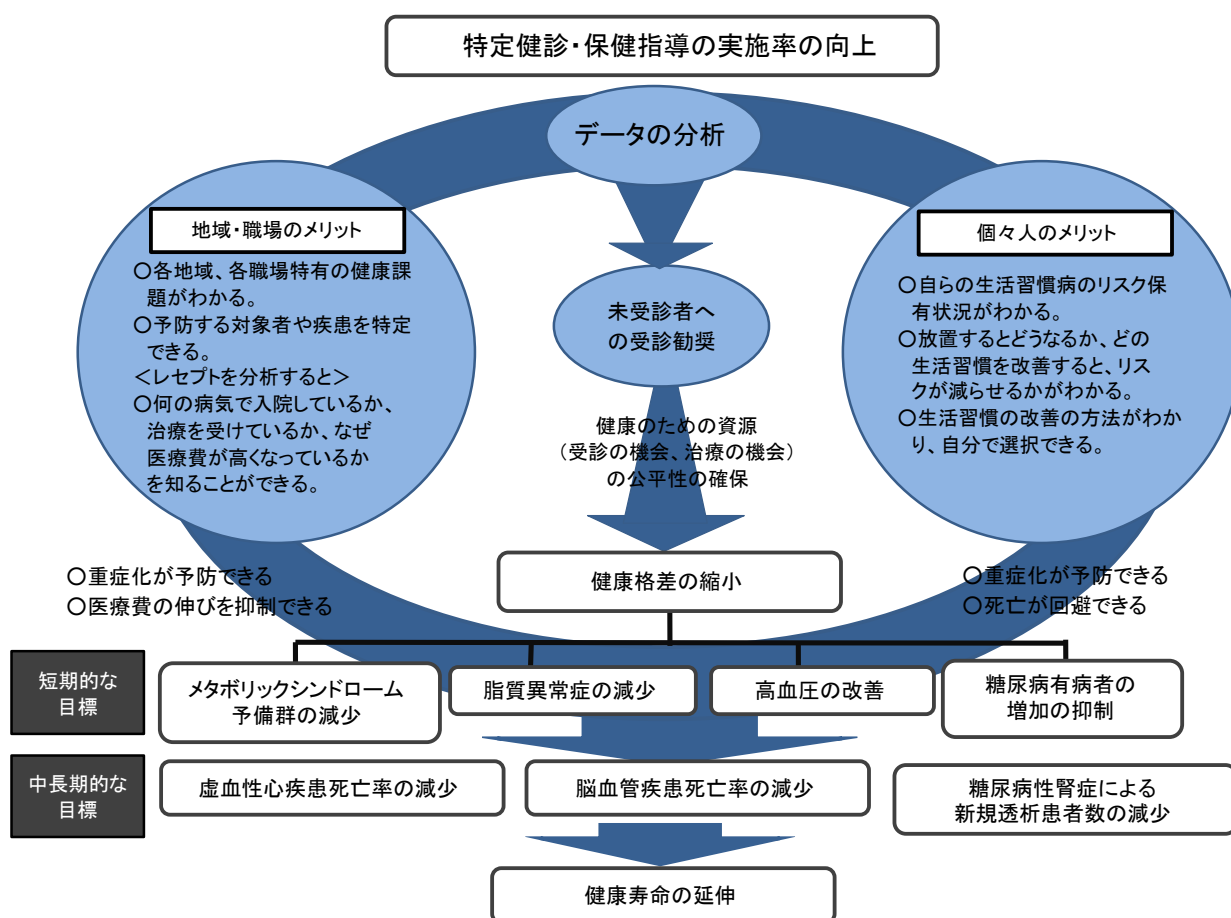 特定健診・保健指導の実施率の向上
データの分析
地域・職場のメリット
〇各地域、各職場特有の健康課
題がわかる。
〇予防する対象者や疾患を特定
できる。
＜レセプトを分析すると＞
〇何の病気で入院しているか、
治療を受けているか、なぜ
医療費が高くなっているか
を知ることができる。
未受診者へ
の受診勧奨
個々人のメリット
〇自らの生活習慣病のリスク保
有状況がわかる。
〇放置するとどうなるか、どの
生活習慣を改善すると、リス
クが減らせるかがわかる。
〇生活習慣の改善の方法がわか
り、自分で選択できる。
健康のための資源
（受診の機会、治療の機会）
の公平性の確保
〇重症化が予防できる
〇医療費の伸びを抑制できる
健康格差の縮小
〇重症化が予防できる
〇死亡が回避できる
短期的な
目標
メタボリックシンドローム
予備群の減少
脂質異常症の減少
高血圧の改善
糖尿病有病者の
増加の抑制
中長期的な
目標
虚血性心疾患死亡率の減少
脳血管疾患死亡率の減少
糖尿病性腎症による
新規透析患者数の減少
健康寿命の延伸